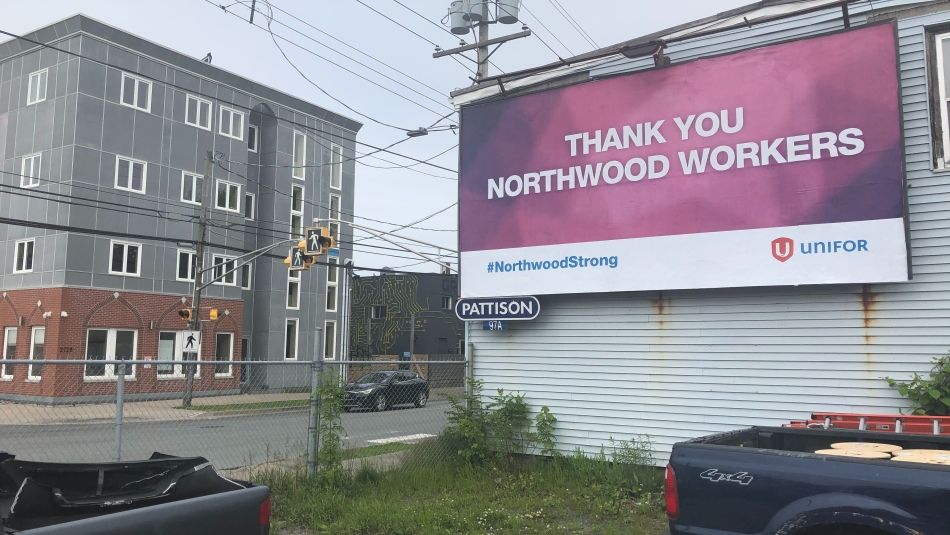 THANK YOU
NORTHWOOD WORKERS
#NorthwoodStrong
UNIFOR
PATTISON
97A
4x4